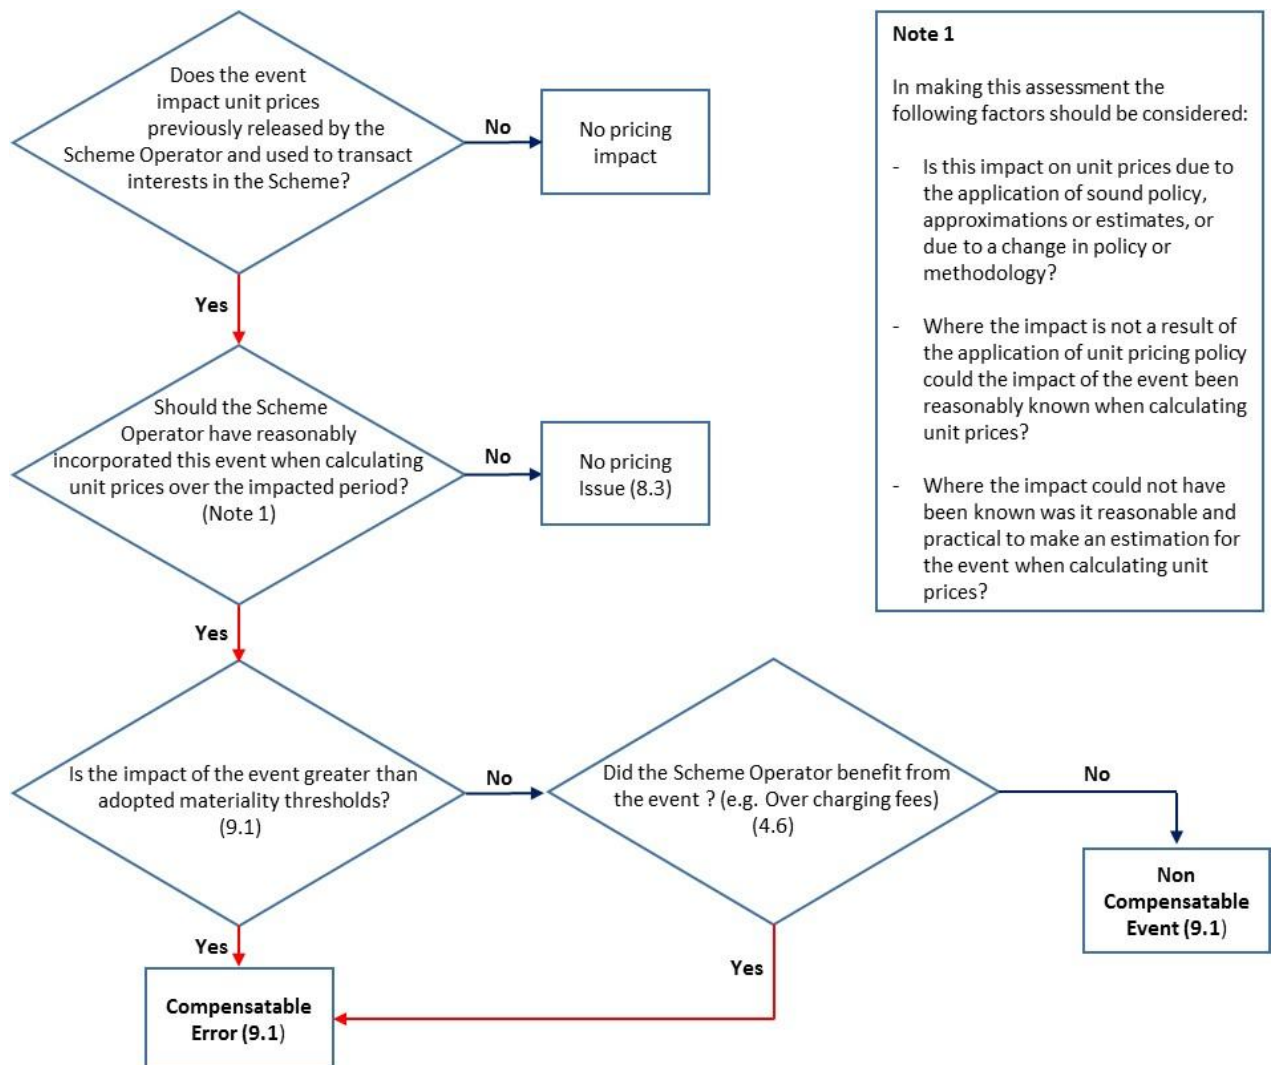 Does the event
impact unit prices
previously released by the
Scheme Operator and used to transact
interests in the Scheme?
No
No pricing
impact
Yes
Should the Scheme
Operator have reasonably
incorporated this event when calculating
unit prices over the impacted period?
(Note 1)
No
No pricing
Issue (8.3)
Yes
Is the impact of the event greater than
adopted materiality thresholds?
(9.1)
No
Did the Scheme Operator benefit from
the event ? (e.g. Over charging fees)
(4.6)
No
Non
Compensatable
Event (9.1)
Yes
Yes
Compensatable
Error (9.1)
Note 1
In making this assessment the
following factors should be considered:
- Is this impact on unit prices due to
the application of sound policy,
approximations or estimates, or
due to a change in policy or
methodology?
- Where the impact is not a result of
the application of unit pricing policy
could the impact of the event been
reasonably known when calculating
unit prices?
- Where the impact could not have
been known was it reasonable and
practical to make an estimation for
the event when calculating unit
prices?